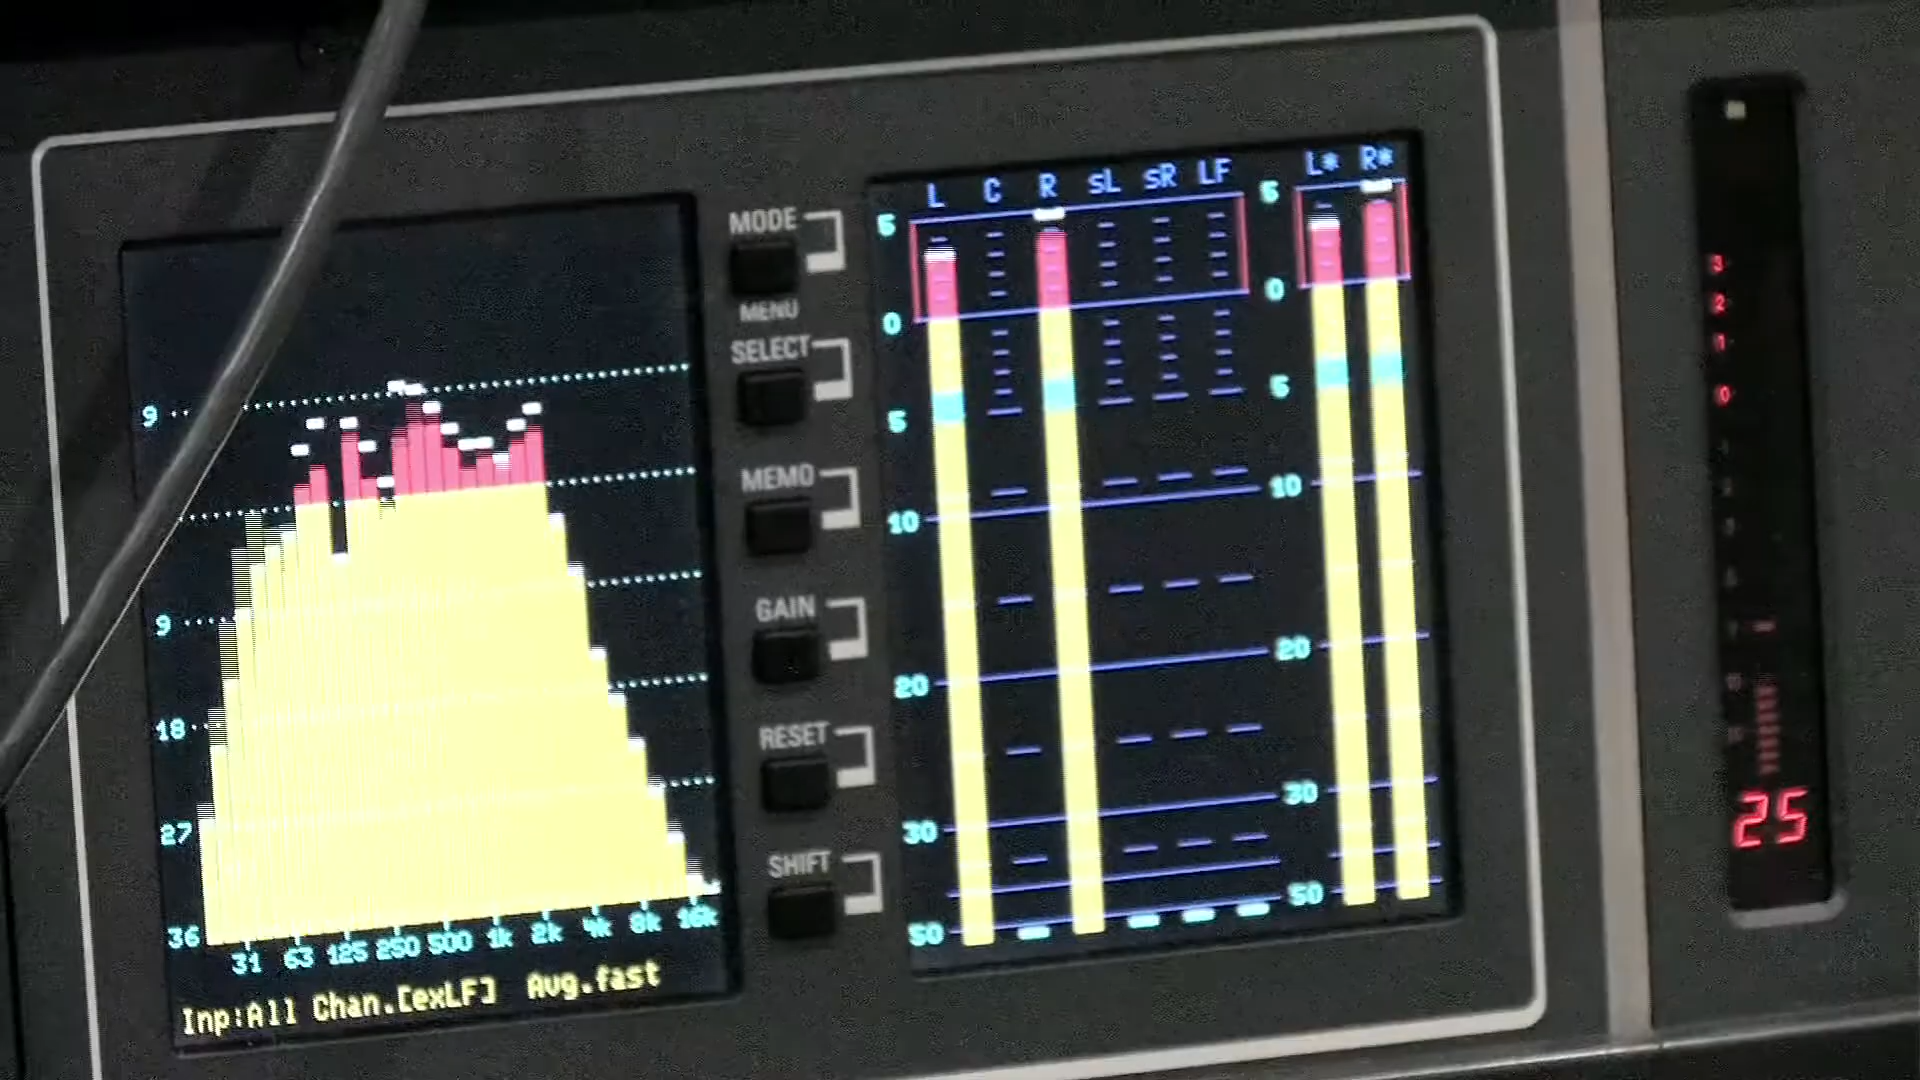 9
9
18
27
36
31 63 125 250 500 1k 2k 4k 8k 16k
Inp:All Chan.[exLF] Avg.fast
MODE
MENU
SELECT
MEMO
GAIN
RESET
SHIFT
L C R sL sR LF
5
0
5
10
20
30
50
L* R*
5
0
5
10
20
30
50
3
2
1
0
25